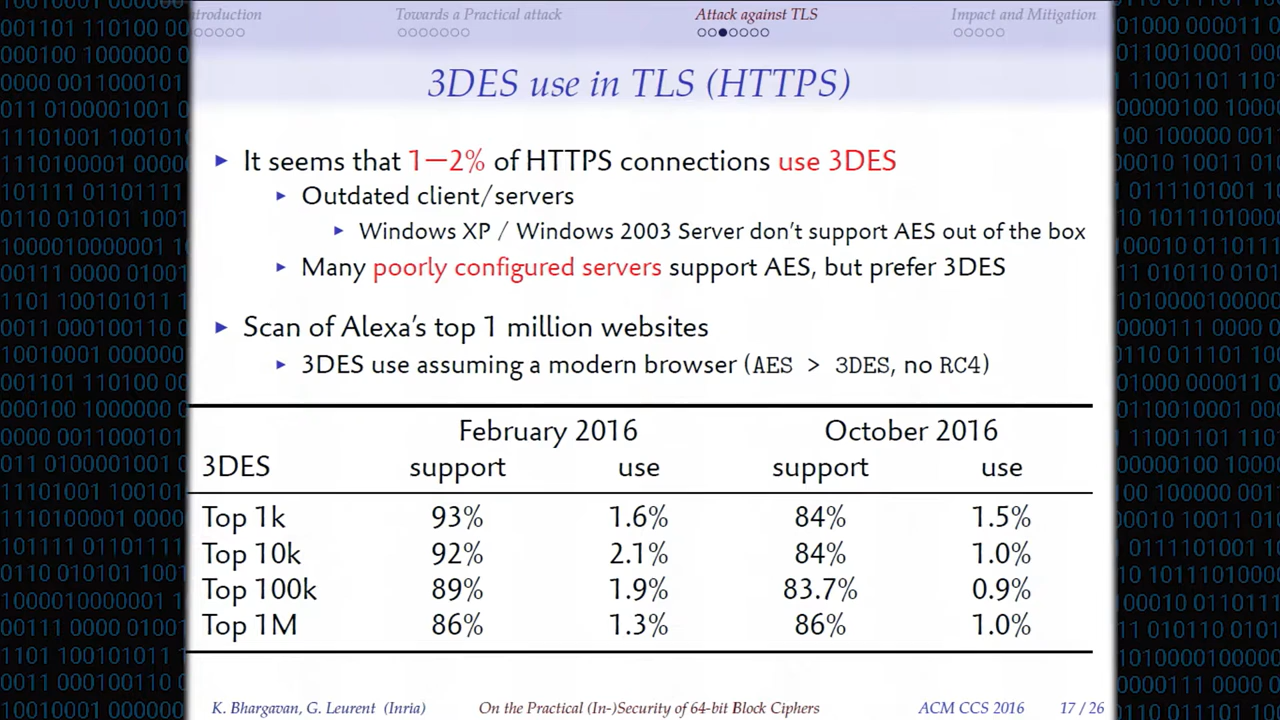 Towards a Practical attack
Attack against TLS
Impact and Mitigation
3DES use in TLS (HTTPS)
It seems that 1—2% of HTTPS connections use 3DES
Outdated client/servers
Windows XP / Windows 2003 Server don't support AES out of the box
Many poorly configured servers support AES, but prefer 3DES
Scan of Alexa's top 1 million websites
3DES use assuming a modern browser (AES > 3DES, no RC4)
February 2016 October 2016
3DES support use support use
Top 1k 93% 1.6% 84% 1.5%
Top 10k 92% 2.1% 84% 1.0%
Top 100k 89% 1.9% 83.7% 0.9%
Top 1M 86% 1.3% 86% 1.0%
K. Bhargavan, G. Leurent (Inria) On the Practical (In-)Security of 64-bit Block Ciphers ACM CCS 2016 17 / 26